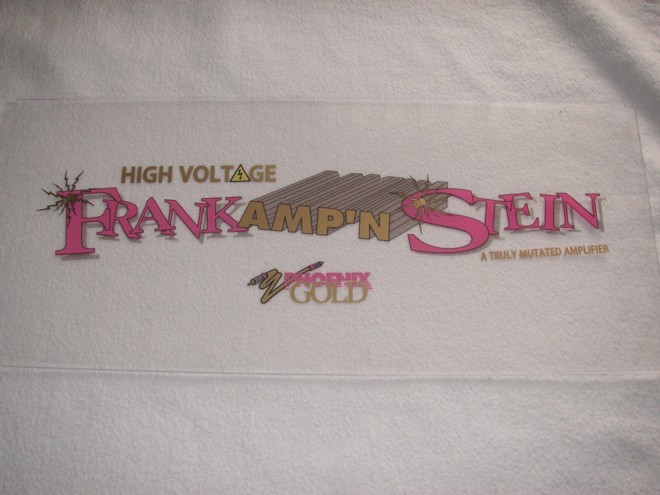 HIGH VOLTAGE
FRANKAMP'N STEIN
A TRULY MUTATED AMPLIFIER
PHOENIX
GOLD